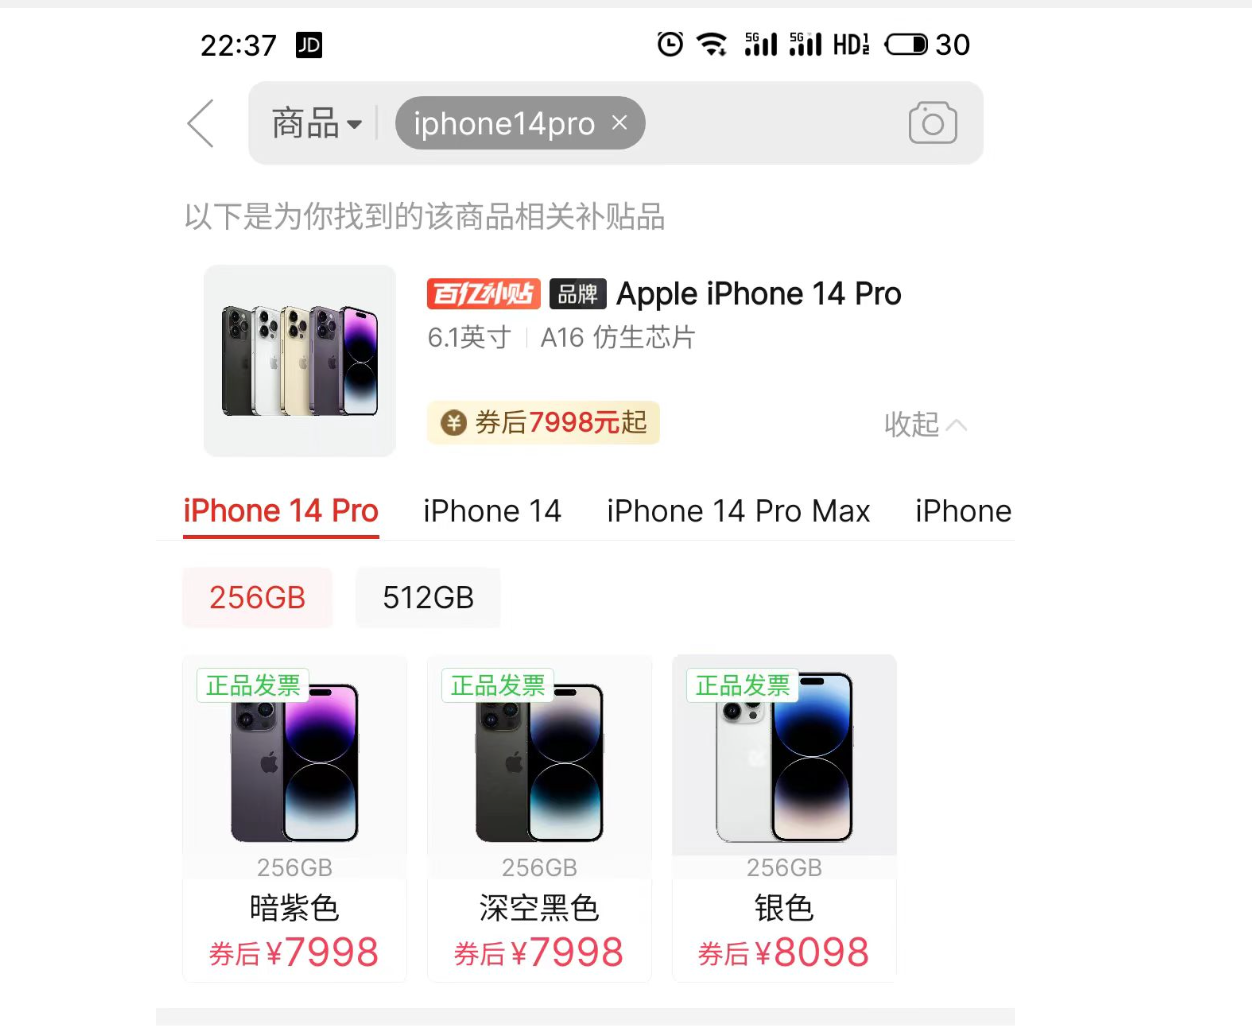 22:37 JD 5G 5G HD 1 2 30
商品 iphone14pro ×
以下是为你找到的该商品相关补贴品
百亿补贴 品牌 Apple iPhone 14 Pro
6.1英寸 A16 仿生芯片
¥ 券后7998元起 收起
iPhone 14 Pro iPhone 14 iPhone 14 Pro Max iPhone
256GB 512GB
正品发票 正品发票 正品发票
256GB 256GB 256GB
暗紫色 深空黑色 银色
券后¥7998 券后¥7998 券后¥8098